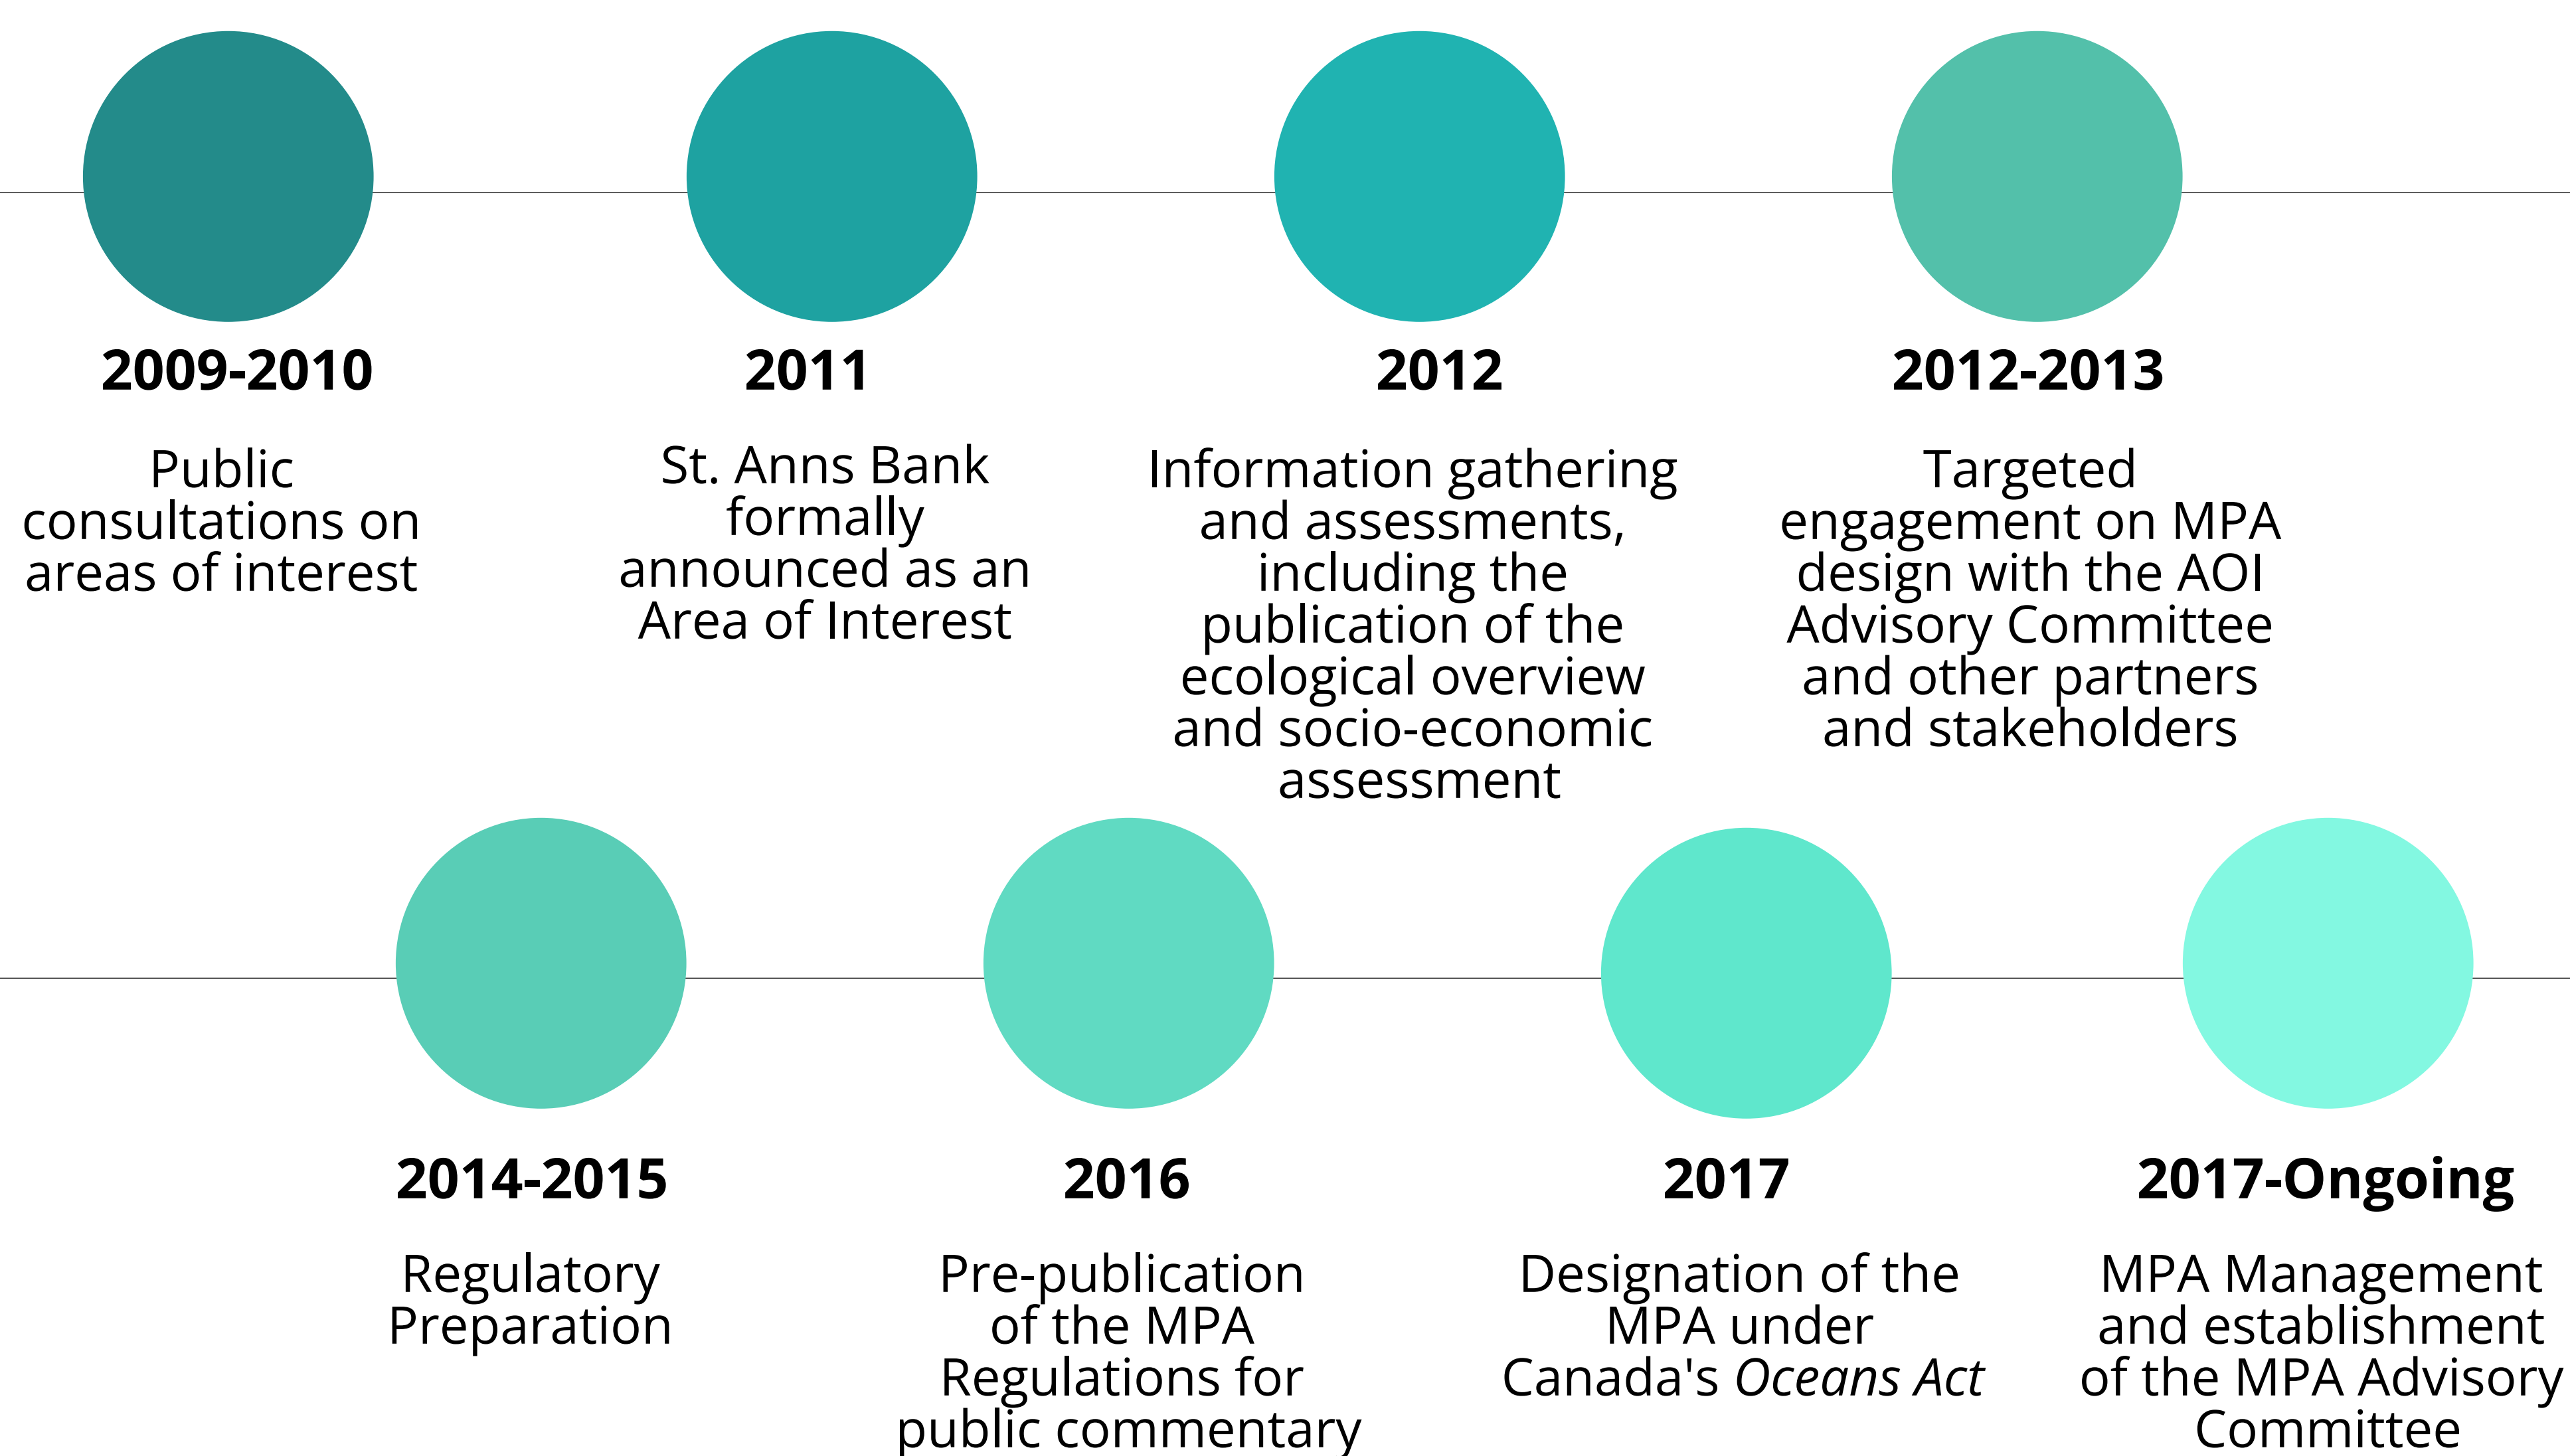 2009-2010
Public
consultations on
areas of interest
2011
St. Anns Bank
formally
announced as an
Area of Interest
2012
Information gathering
and assessments,
including the
publication of the
ecological overview
and socio-economic
assessment
2012-2013
Targeted
engagement on MPA
design with the AOI
Advisory Committee
and other partners
and stakeholders
2014-2015
Regulatory
Preparation
2016
Pre-publication
of the MPA
Regulations for
public commentary
2017
Designation of the
MPA under
Canada's Oceans Act
2017-Ongoing
MPA Management
and establishment
of the MPA Advisory
Committee